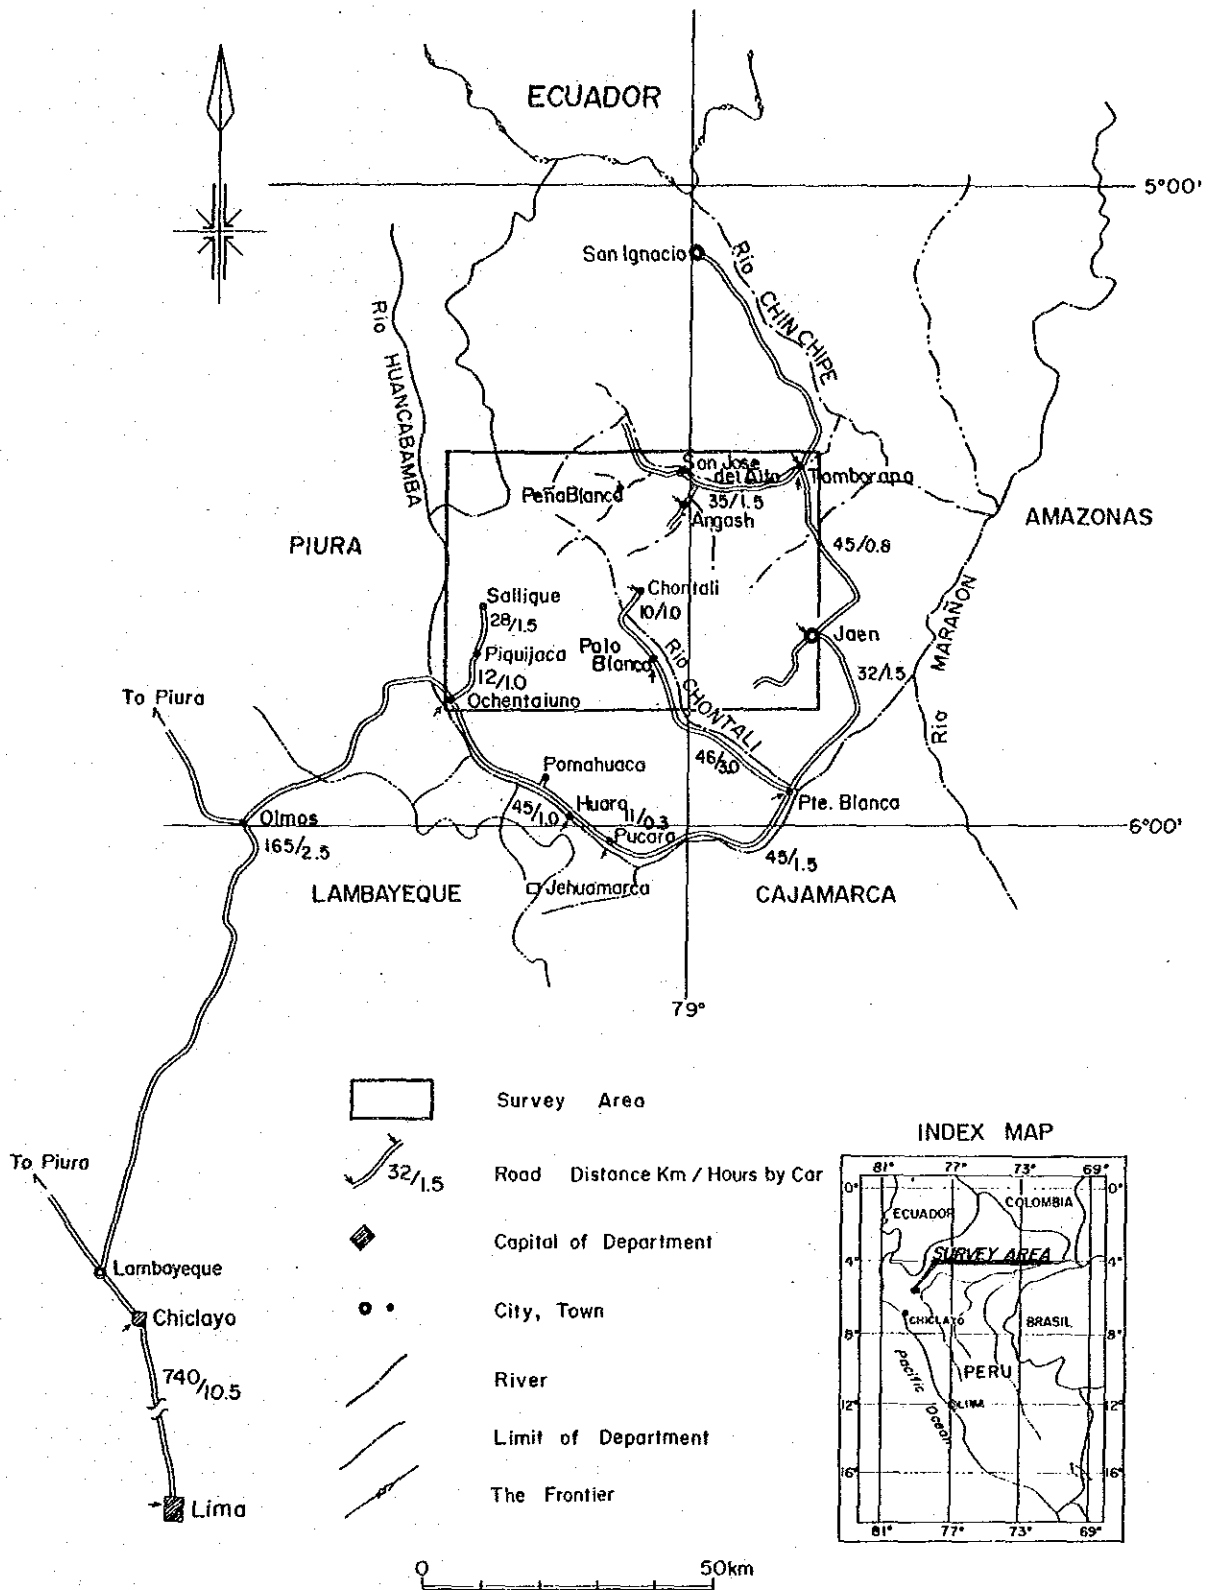 ECUADOR
5°00'
San Ignacio
Rio CHINCHIPE
Rio HUANCABAMBA
San Jose
del Alto
Tamborapa
Peña Blanca
35/1.5
Angash
AMAZONAS
PIURA
45/0.8
Chontali
10/1.0
Sallique
28/1.5
Jaen
Rio MARAÑON
Piquijaca
Palo
Blanco
12/1.0
Rio CHONTALI
32/1.5
To Piura
Ochentaiuno
46/3.0
Pomahuaca
Pte. Blanca
Olmos
45/1.0
Huara
11/0.3
6°00'
Pucara
165/2.5
45/1.5
LAMBAYEQUE
Jehuamarca
CAJAMARCA
79°
Survey Area
32/1.5
Road Distance Km / Hours by Car
Capital of Department
City, Town
River
Limit of Department
The Frontier
To Piura
Lambayeque
Chiclayo
740/10.5
Lima
0 50km
INDEX MAP
81° 77° 73° 69°
0° 0°
ECUADOR
COLOMBIA
SURVEY AREA
4° 4°
CHICLAYO
BRASIL
8° 8°
PERU
Pacific Ocean
12° LIMA 12°
16° 16°
81° 77° 73° 69°